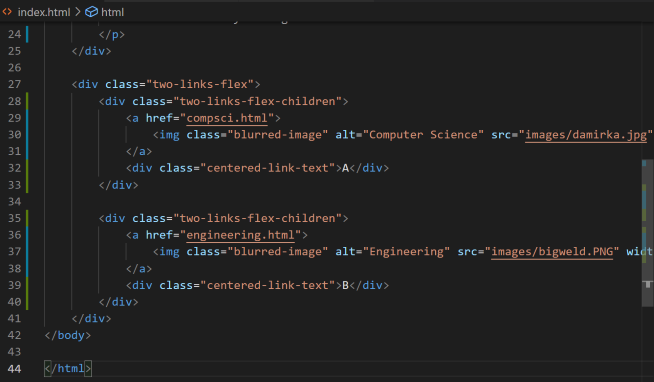 index.html > html
24 </p>
25 </div>
26
27 <div class="two-links-flex">
28 <div class="two-links-flex-children">
29 <a href="compsci.html">
30 <img class="blurred-image" alt="Computer Science" src="images/damirka.jpg"
31 </a>
32 <div class="centered-link-text">A</div>
33 </div>
34
35 <div class="two-links-flex-children">
36 <a href="engineering.html">
37 <img class="blurred-image" alt="Engineering" src="images/bigweld.PNG" widt
38 </a>
39 <div class="centered-link-text">B</div>
40 </div>
41 </div>
42 </body>
43
44 </html>